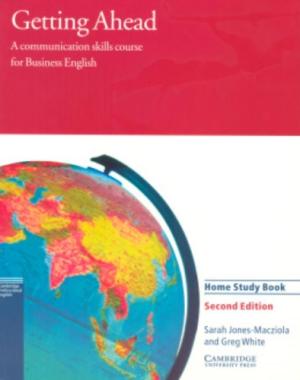 Getting Ahead
A communication skills course
for Business English
Home Study Book
Second Edition
Sarah Jones-Macziola
and Greg White
CAMBRIDGE
UNIVERSITY PRESS